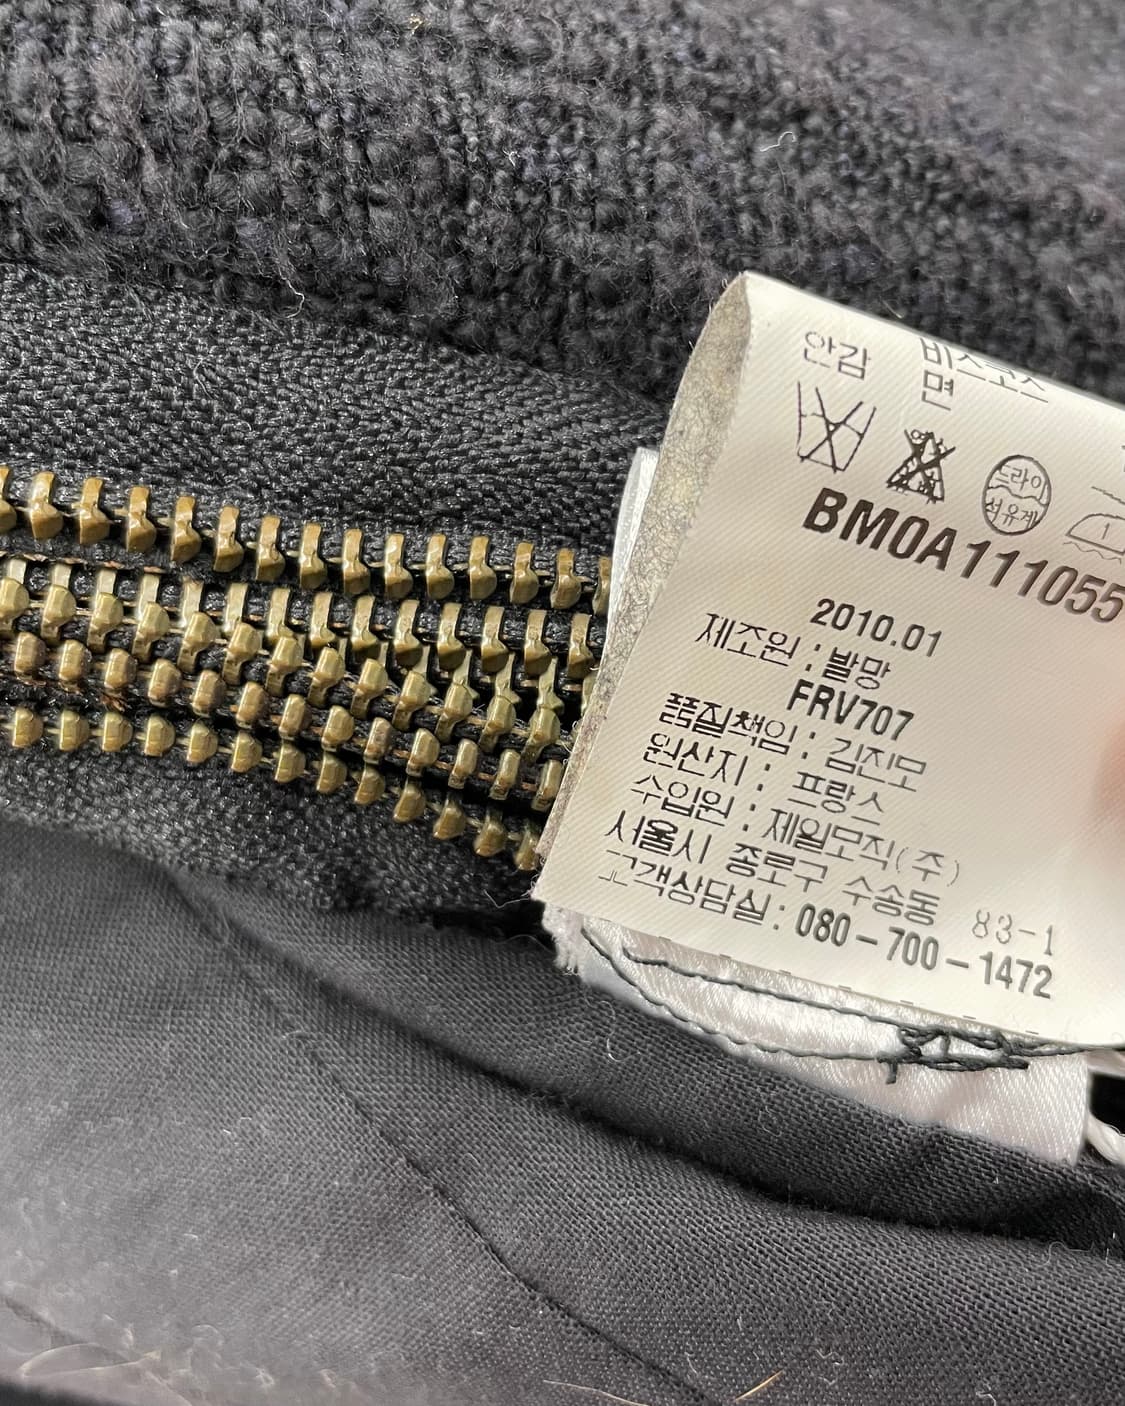 안감 비스코스
면
드라이
석유계
1
BM0A111055
2010.01
제조원 : 발망
FRV707
품질책임 : 김진모
원산지 : 프랑스
수입원 : 제일모직(주)
서울시 종로구 수송동 83-1
고객상담실 : 080-700-1472